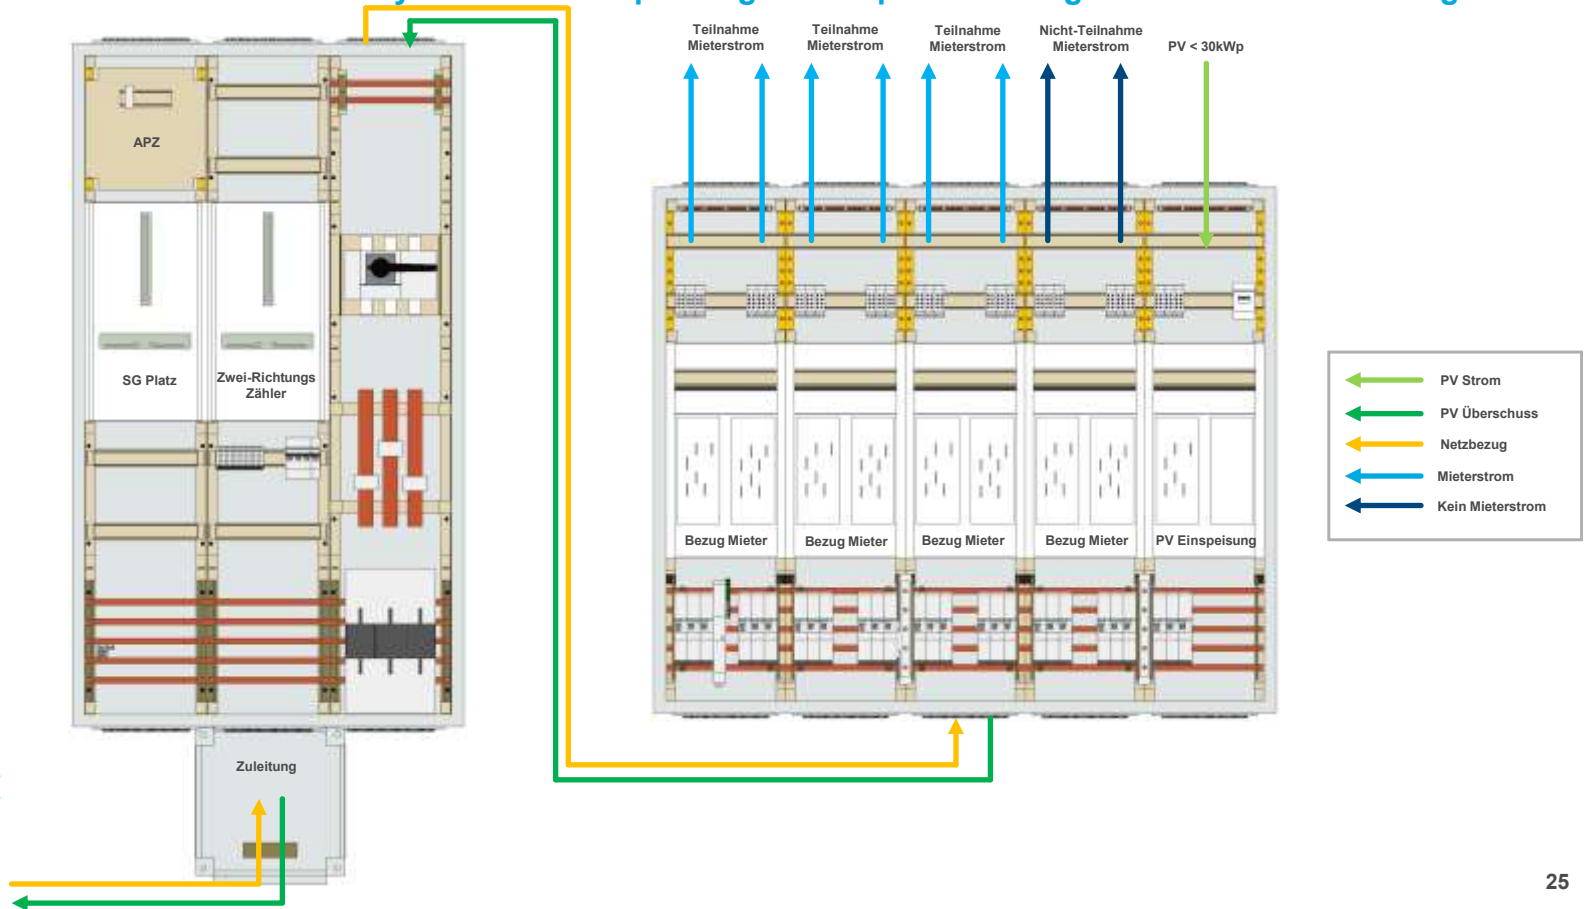 Teilnahme
Mieterstrom
Teilnahme
Mieterstrom
Teilnahme
Mieterstrom
Nicht-Teilnahme
Mieterstrom
PV < 30kWp
APZ
SG Platz
Zwei-Richtungs
Zähler
Zuleitung
Bezug Mieter
Bezug Mieter
Bezug Mieter
Bezug Mieter
PV Einspeisung
PV Strom
PV Überschuss
Netzbezug
Mieterstrom
Kein Mieterstrom
25